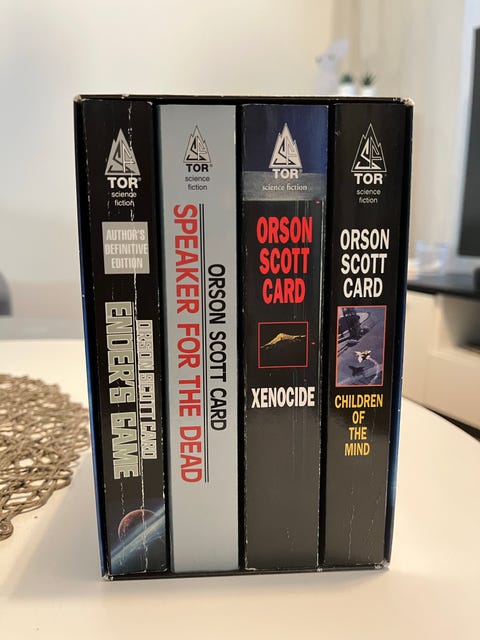 TOR
science
fiction
AUTHOR'S
DEFINITIVE
EDITION
ORSON SCOTT CARD
ENDER'S GAME
TOR
science
fiction
ORSON SCOTT CARD
SPEAKER FOR THE DEAD
TOR
science fiction
ORSON
SCOTT
CARD
XENOCIDE
TOR
science
fiction
ORSON
SCOTT
CARD
CHILDREN
OF
THE
MIND